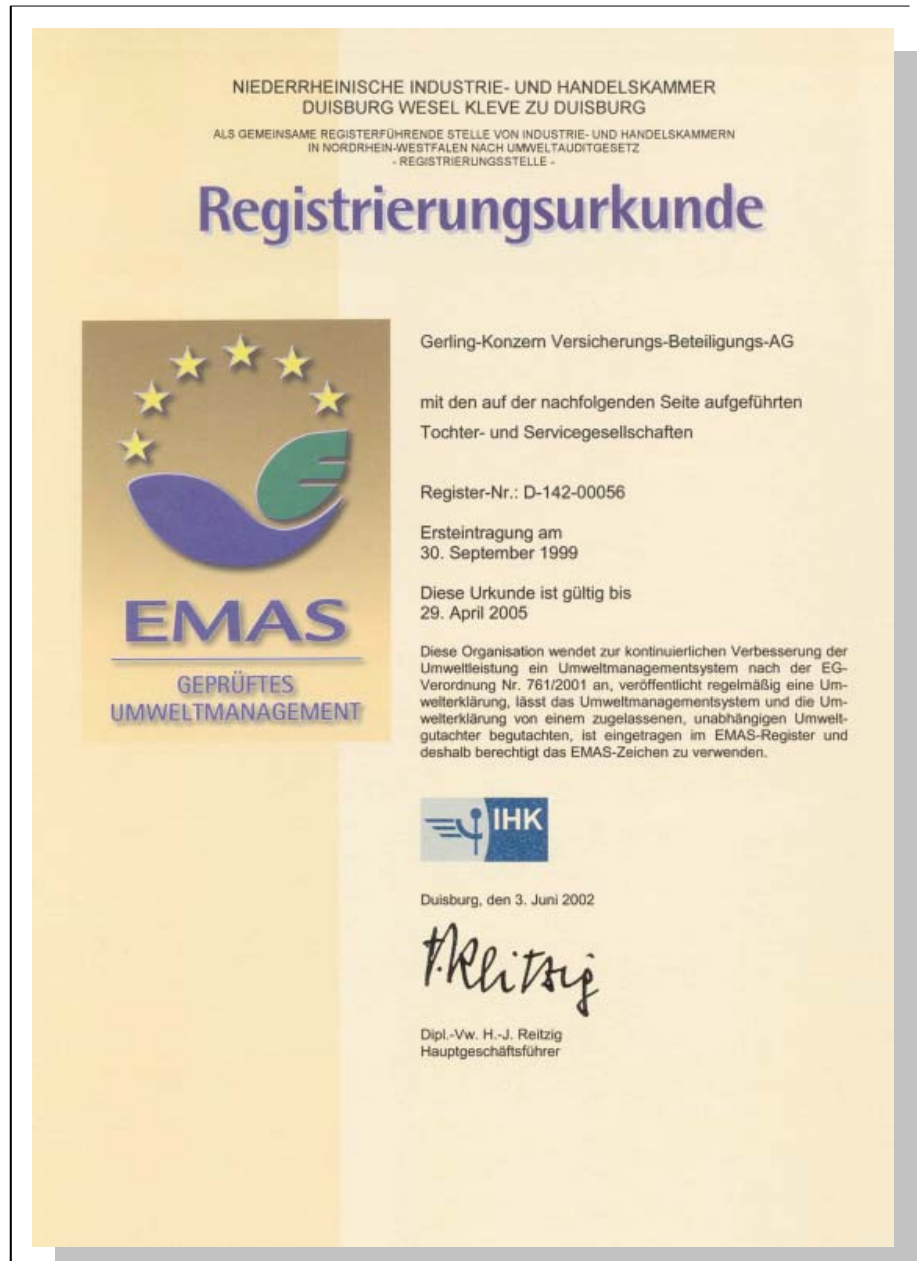 NIEDERRHEINISCHE INDUSTRIE- UND HANDELSKAMMER
DUISBURG WESEL KLEVE ZU DUISBURG
ALS GEMEINSAME REGISTERFÜHRENDE STELLE VON INDUSTRIE- UND HANDELSKAMMERN
IN NORDRHEIN-WESTFALEN NACH UMWELTAUDITGESETZ
- REGISTRIERUNGSSTELLE -
Registrierungsurkunde
EMAS
GEPRÜFTES
UMWELTMANAGEMENT
Gerling-Konzern Versicherungs-Beteiligungs-AG
mit den auf der nachfolgenden Seite aufgeführten
Tochter- und Servicegesellschaften
Register-Nr.: D-142-00056
Ersteintragung am
30. September 1999
Diese Urkunde ist gültig bis
29. April 2005
Diese Organisation wendet zur kontinuierlichen Verbesserung der
Umweltleistung ein Umweltmanagementsystem nach der EG-
Verordnung Nr. 761/2001 an, veröffentlicht regelmäßig eine Um-
welterklärung, lässt das Umweltmanagementsystem und die Um-
welterklärung von einem zugelassenen, unabhängigen Umwelt-
gutachter begutachten, ist eingetragen im EMAS-Register und
deshalb berechtigt das EMAS-Zeichen zu verwenden.
IHK
Duisburg, den 3. Juni 2002
Dipl.-Vw. H.-J. Reitzig
Hauptgeschäftsführer